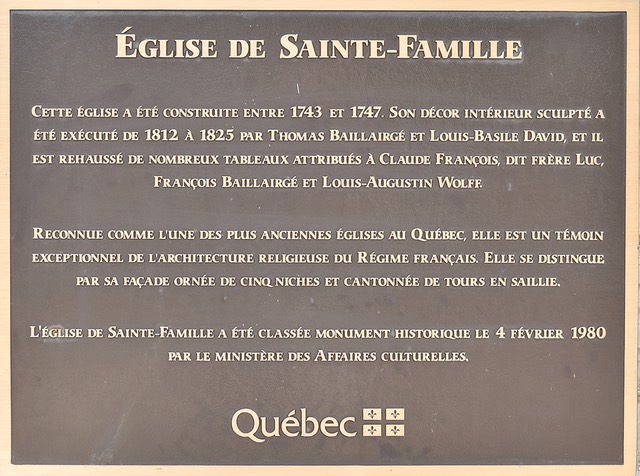 ÉGLISE DE SAINTE-FAMILLE
CETTE ÉGLISE A ÉTÉ CONSTRUITE ENTRE 1743 ET 1747. SON DÉCOR INTÉRIEUR SCULPTÉ A
ÉTÉ EXÉCUTÉ DE 1812 À 1825 PAR THOMAS BAILLAIRGÉ ET LOUIS-BASILE DAVID, ET IL
EST REHAUSSÉ DE NOMBREUX TABLEAUX ATTRIBUÉS À CLAUDE FRANÇOIS, DIT FRÈRE LUC,
FRANÇOIS BAILLAIRGÉ ET LOUIS-AUGUSTIN WOLFF.
RECONNUE COMME L'UNE DES PLUS ANCIENNES ÉGLISES AU QUÉBEC, ELLE EST UN TÉMOIN
EXCEPTIONNEL DE L'ARCHITECTURE RELIGIEUSE DU RÉGIME FRANÇAIS. ELLE SE DISTINGUE
PAR SA FAÇADE ORNÉE DE CINQ NICHES ET CANTONNÉE DE TOURS EN SAILLIE.
L'ÉGLISE DE SAINTE-FAMILLE A ÉTÉ CLASSÉE MONUMENT HISTORIQUE LE 4 FÉVRIER 1980
PAR LE MINISTÈRE DES AFFAIRES CULTURELLES.
Québec